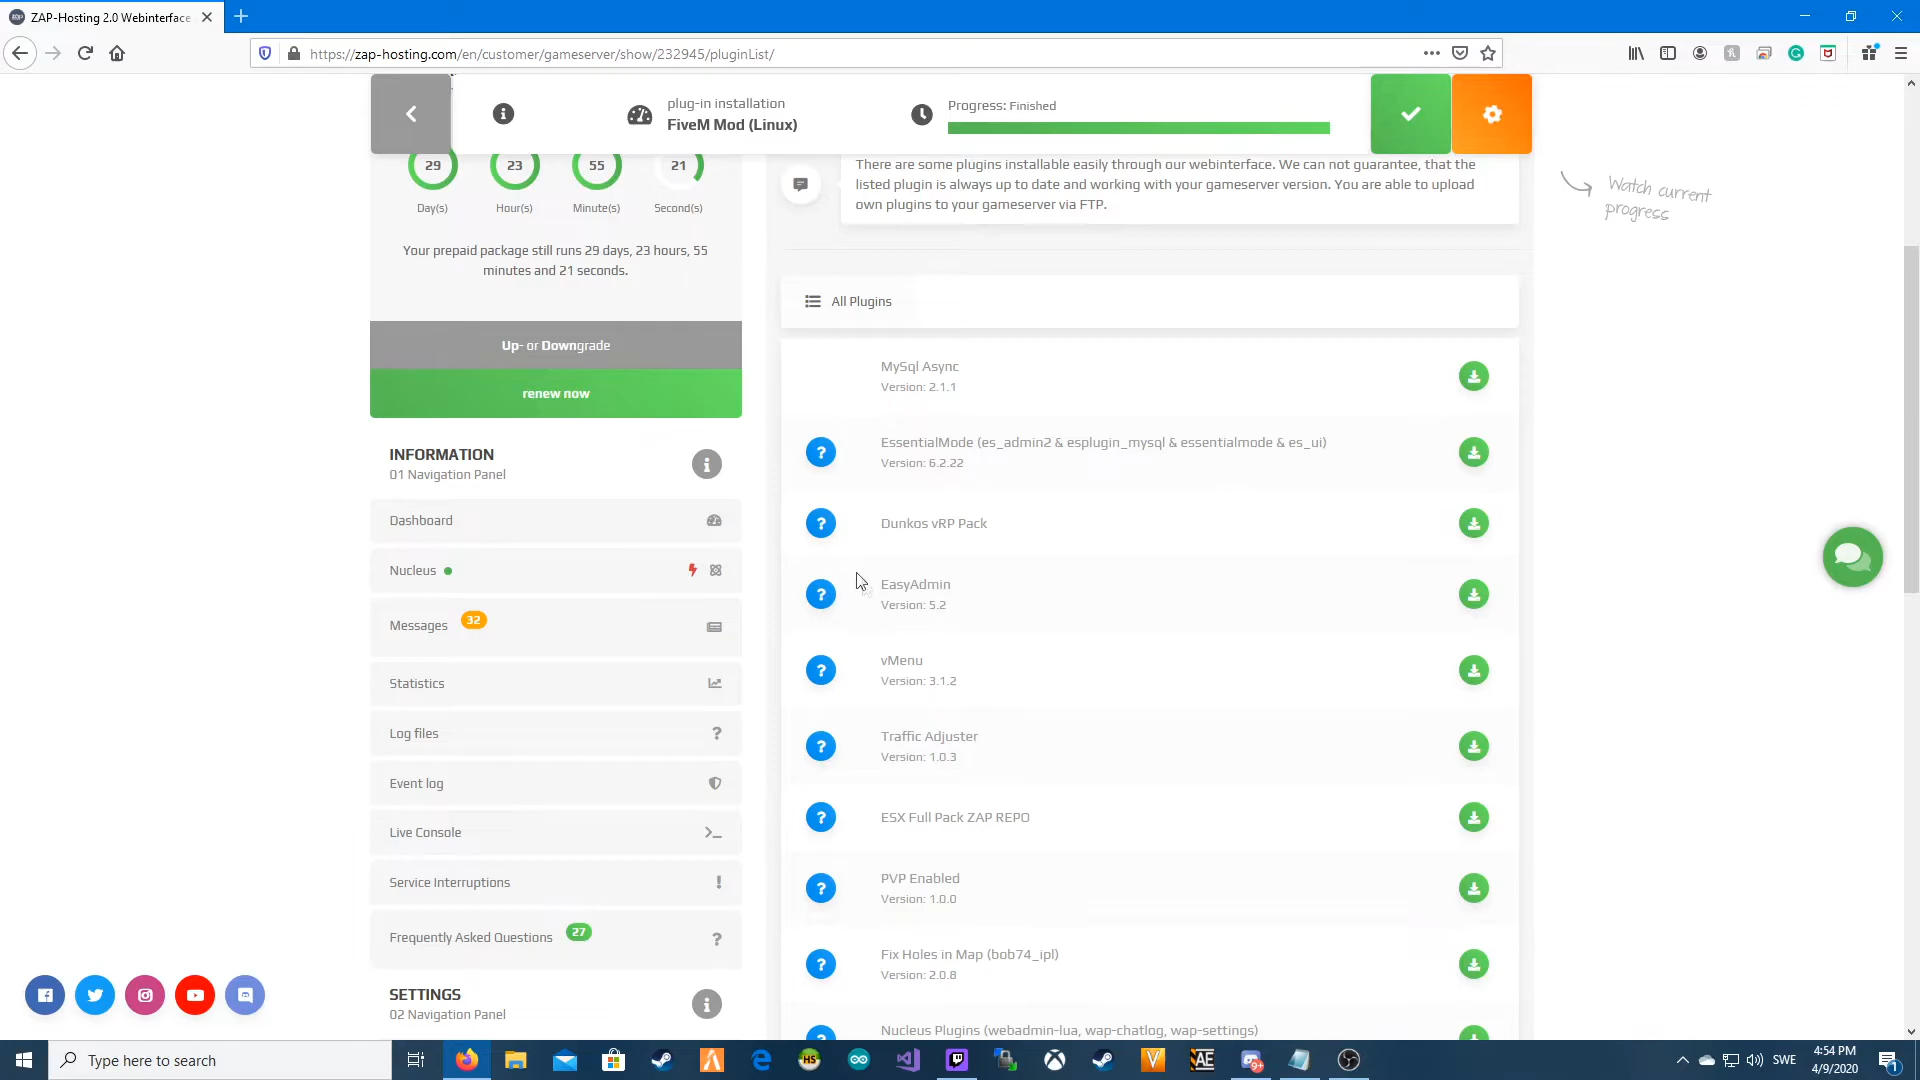 ZAP-Hosting 2.0 Webinterface
https://zap-hosting.com/en/customer/gameserver/show/232945/pluginList/
plug-in installation
FiveM Mod (Linux)
Progress: Finished
29
23
55
21
Day(s)
Hour(s)
Minute(s)
Second(s)
Your prepaid package still runs 29 days, 23 hours, 55
minutes and 21 seconds.
Up- or Downgrade
renew now
INFORMATION
01 Navigation Panel
Dashboard
Nucleus
Messages 32
Statistics
Log files
Event log
Live Console
Service Interruptions
Frequently Asked Questions 27
SETTINGS
02 Navigation Panel
There are some plugins installable easily through our webinterface. We can not guarantee, that the
listed plugin is always up to date and working with your gameserver version. You are able to upload
own plugins to your gameserver via FTP.
Watch current
progress
All Plugins
MySql Async
Version: 2.1.1
EssentialMode (es_admin2 & esplugin_mysql & essentialmode & es_ui)
Version: 6.2.22
Dunkos vRP Pack
EasyAdmin
Version: 5.2
vMenu
Version: 3.1.2
Traffic Adjuster
Version: 1.0.3
ESX Full Pack ZAP REPO
PVP Enabled
Version: 1.0.0
Fix Holes in Map (bob74_ipl)
Version: 2.0.8
Nucleus Plugins (webadmin-lua, wap-chatlog, wap-settings)
Type here to search
SWE
4:54 PM
4/9/2020